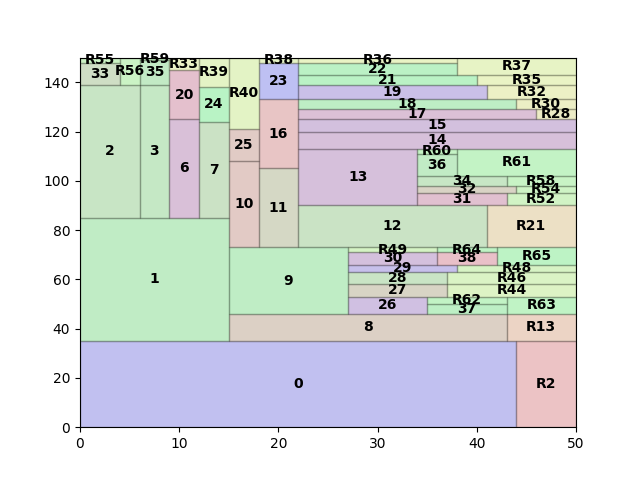 R55 R59 R38 R36
33 R56 35 R33 R39 22 R37
140 23 21 R35
20 R40 19 R32
24 18 R30
17 R28
120 16 15
25 14
2 3 R60 R61
36
6 7 13
100 34 R58
10 11 32 R54
31 R52
80 12 R21
R49 R64 R65
30 38
29 R48
60 1 9 28 R46
27 R44
26 R62 R63
37
40 8 R13
20 0 R2
0
0 10 20 30 40 50